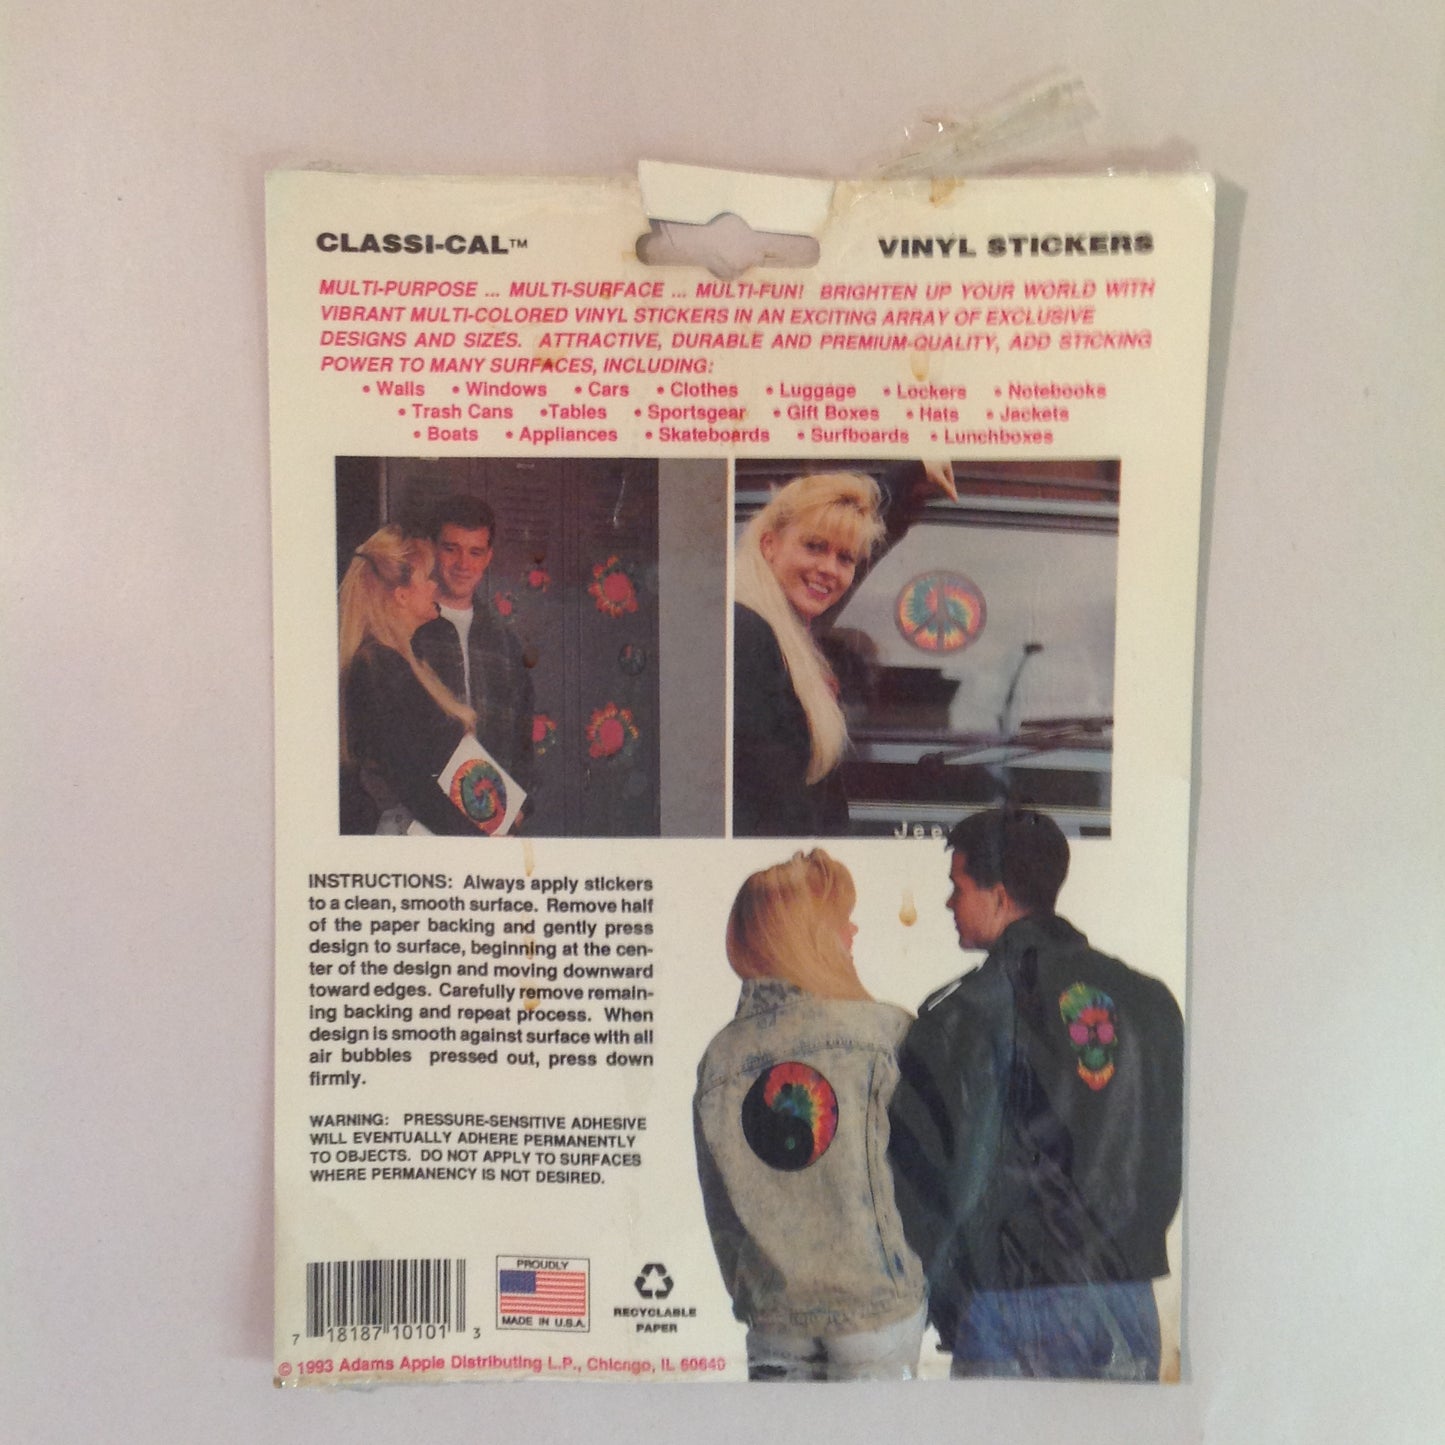 CLASSI-CAL™
VINYL STICKERS
MULTI-PURPOSE ... MULTI-SURFACE ... MULTI-FUN! BRIGHTEN UP YOUR WORLD WITH
VIBRANT MULTI-COLORED VINYL STICKERS IN AN EXCITING ARRAY OF EXCLUSIVE
DESIGNS AND SIZES. ATTRACTIVE, DURABLE AND PREMIUM-QUALITY, ADD STICKING
POWER TO MANY SURFACES, INCLUDING:
• Walls • Windows • Cars • Clothes • Luggage • Lockers • Notebooks
• Trash Cans •Tables • Sportsgear • Gift Boxes • Hats • Jackets
• Boats • Appliances • Skateboards • Surfboards • Lunchboxes
Jee
INSTRUCTIONS: Always apply stickers
to a clean, smooth surface. Remove half
of the paper backing and gently press
design to surface, beginning at the cen-
ter of the design and moving downward
toward edges. Carefully remove remain-
ing backing and repeat process. When
design is smooth against surface with all
air bubbles pressed out, press down
firmly.
WARNING: PRESSURE-SENSITIVE ADHESIVE
WILL EVENTUALLY ADHERE PERMANENTLY
TO OBJECTS. DO NOT APPLY TO SURFACES
WHERE PERMANENCY IS NOT DESIRED.
PROUDLY
MADE IN U.S.A.
RECYCLABLE
PAPER
7 18187 10101 3
© 1993 Adams Apple Distributing L.P., Chicago, IL 60640